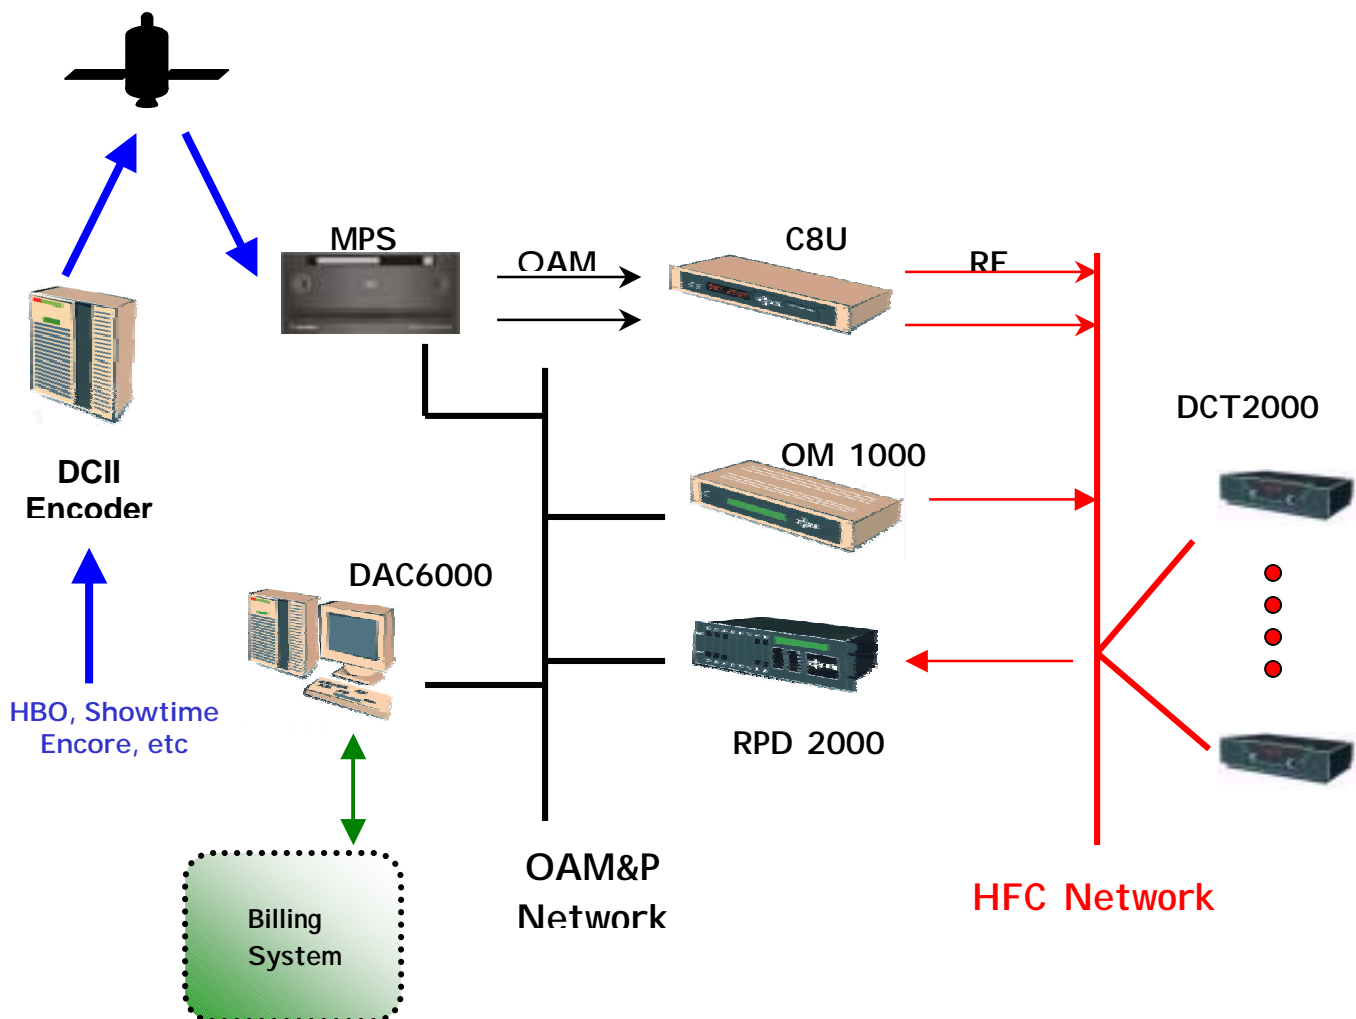 MPS
OAM
C8U
RF
DCT2000
OM 1000
DCII
Encoder
DAC6000
HBO, Showtime
Encore, etc
RPD 2000
OAM&P
Network
HFC Network
Billing
System